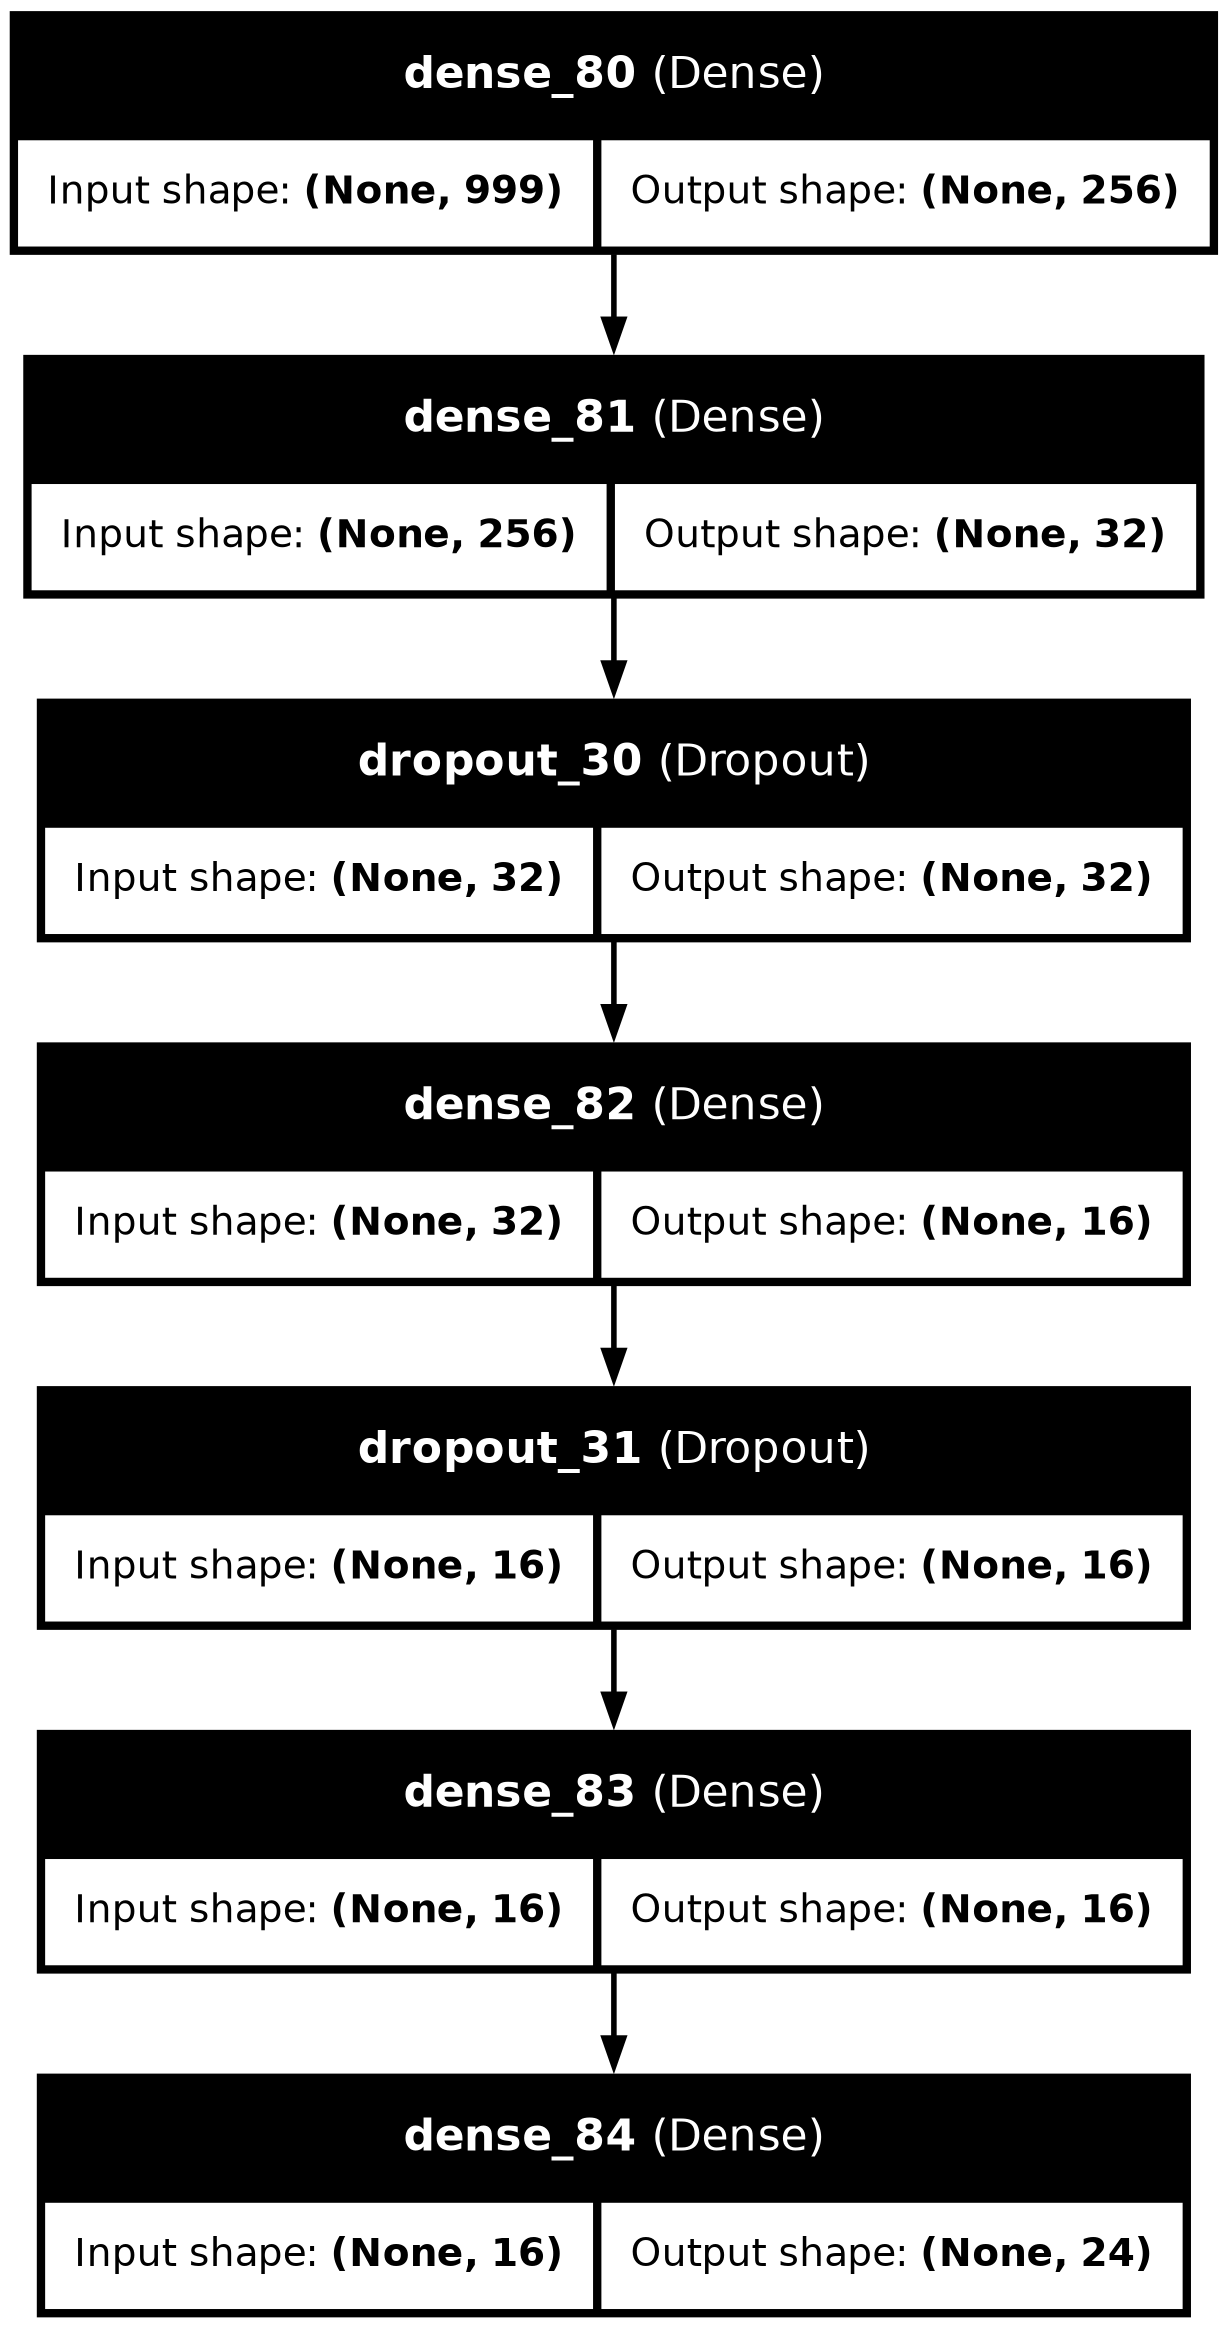 dense_80 (Dense)
Input shape: (None, 999) Output shape: (None, 256)
dense_81 (Dense)
Input shape: (None, 256) Output shape: (None, 32)
dropout_30 (Dropout)
Input shape: (None, 32) Output shape: (None, 32)
dense_82 (Dense)
Input shape: (None, 32) Output shape: (None, 16)
dropout_31 (Dropout)
Input shape: (None, 16) Output shape: (None, 16)
dense_83 (Dense)
Input shape: (None, 16) Output shape: (None, 16)
dense_84 (Dense)
Input shape: (None, 16) Output shape: (None, 24)